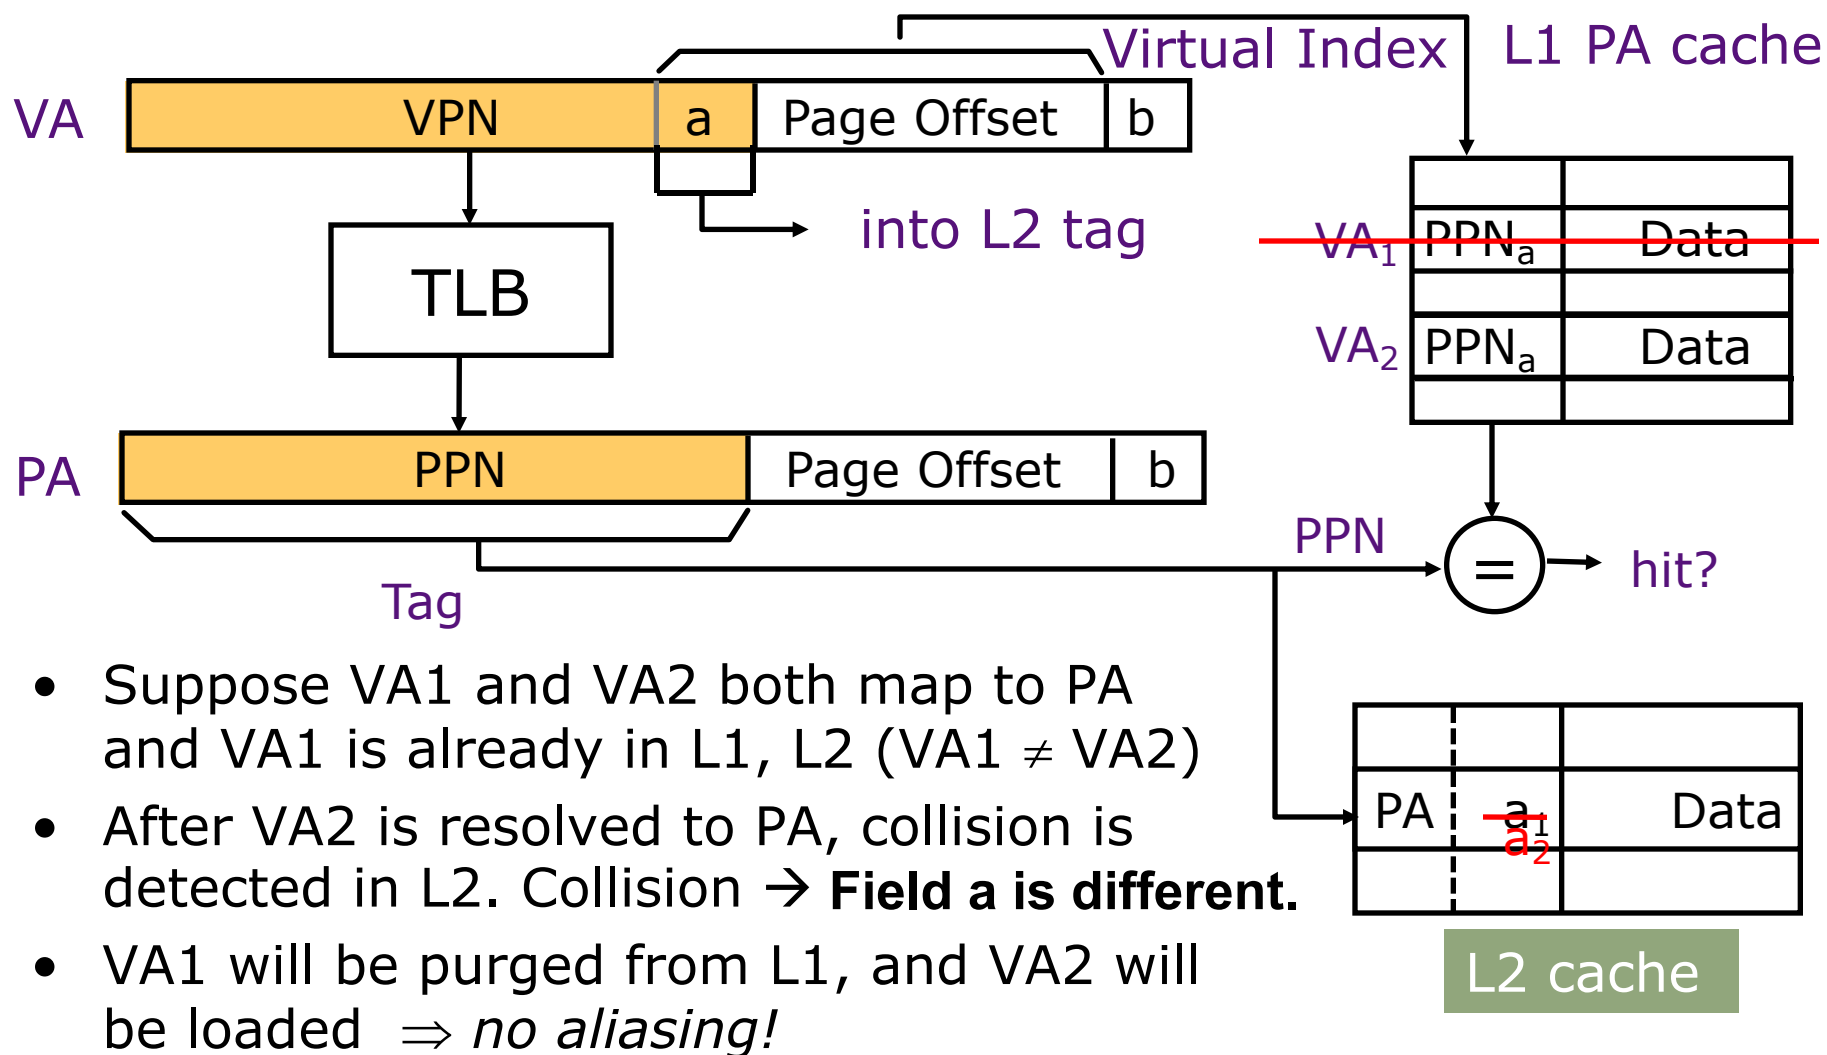 Virtual Index
L1 PA cache
VA
VPN
a
Page Offset
b
into L2 tag
TLB
VA1
PPNa
Data
VA2
PPNa
Data
PA
PPN
Page Offset
b
PPN
=
hit?
Tag
• Suppose VA1 and VA2 both map to PA
and VA1 is already in L1, L2 (VA1 ≠ VA2)
• After VA2 is resolved to PA, collision is
detected in L2. Collision → Field a is different.
• VA1 will be purged from L1, and VA2 will
be loaded ⇒ no aliasing!
PA
a1
a2
Data
L2 cache